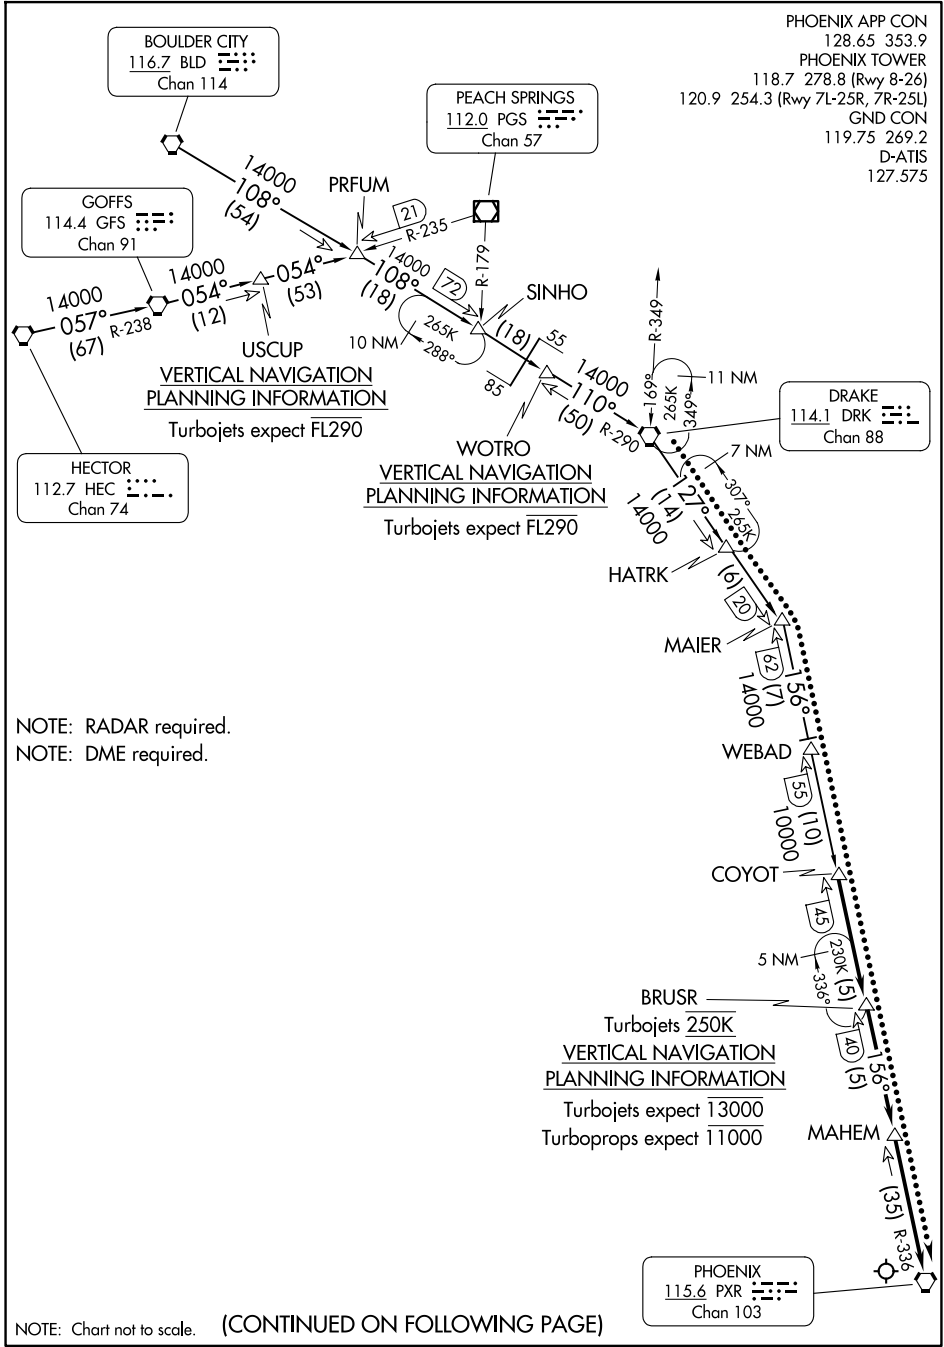 PHOENIX APP CON
128.65 353.9
PHOENIX TOWER
118.7 278.8 (Rwy 8-26)
120.9 254.3 (Rwy 7L-25R, 7R-25L)
GND CON
119.75 269.2
D-ATIS
127.575
BOULDER CITY
116.7 BLD
Chan 114
PEACH SPRINGS
112.0 PGS
Chan 57
14000
108°
(54)
PRFUM
21
R-235
R-179
GOFFS
114.4 GFS
Chan 91
14000
057°
(67)
R-238
14000
054°
(12)
054°
(53)
14000
108°
(18)
72
SINHO
265K
288°
10 NM
(18)
55
85
14000
110°
(50)
R-290
R-349
169°
265K
349°
11 NM
USCUP
VERTICAL NAVIGATION
PLANNING INFORMATION
Turbojets expect FL290
DRAKE
114.1 DRK
Chan 88
WOTRO
VERTICAL NAVIGATION
PLANNING INFORMATION
Turbojets expect FL290
HECTOR
112.7 HEC
Chan 74
7 NM
307°
265K
127°
(14)
14000
HATRK
(6)
20
MAIER
62
156°
(7)
14000
NOTE: RADAR required.
NOTE: DME required.
WEBAD
55
(10)
10000
COYOT
45
5 NM
230K
336°
(5)
BRUSR
Turbojets 250K
VERTICAL NAVIGATION
PLANNING INFORMATION
Turbojets expect 13000
Turboprops expect 11000
40
156°
(5)
MAHEM
(35)
R-336
PHOENIX
115.6 PXR
Chan 103
NOTE: Chart not to scale.
(CONTINUED ON FOLLOWING PAGE)